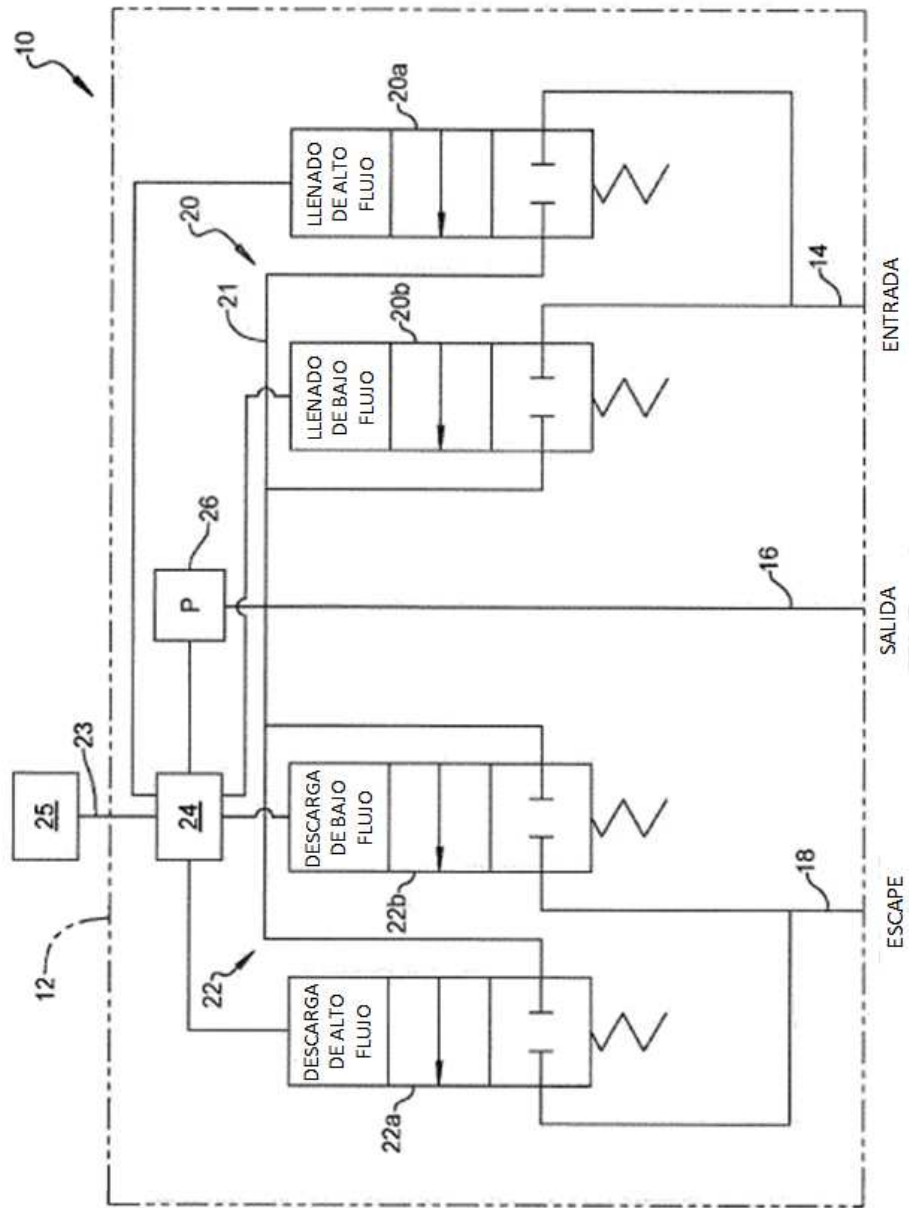 10
12
23
25
24
26
P
20
21
20a
LLENADO
DE ALTO
FLUJO
20b
LLENADO
DE BAJO
FLUJO
22
22b
DESCARGA
DE BAJO
FLUJO
22a
DESCARGA
DE ALTO
FLUJO
18
ESCAPE
16
SALIDA
14
ENTRADA